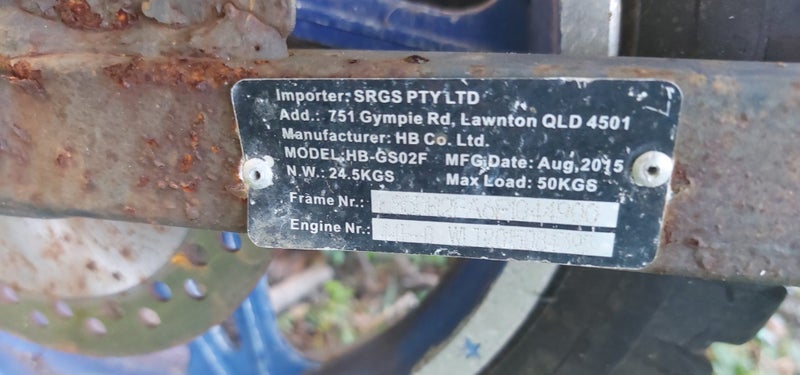 Importer: SRGS PTY LTD
Add.: 751 Gympie Rd, Lawnton QLD 4501
Manufacturer: HB Co. Ltd.
MODEL:HB-GS02F MFG Date: Aug,2015
N.W.: 24.5KGS Max Load: 50KGS
Frame Nr.:
Engine Nr.: